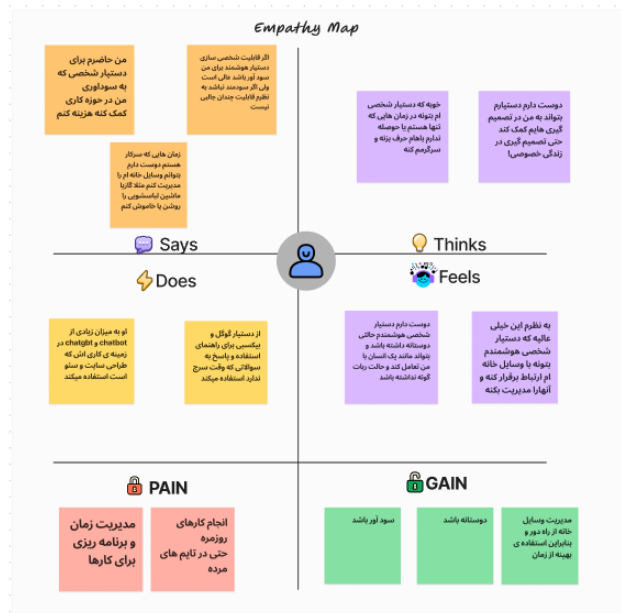 Empathy Map
من حاضرم برای
دستیار شخصی که
به سودآوری
من در حوزه کاری
کمک کنه هزینه کنم
اگر قابلیت شخصی سازی
دستیار هوشمند برای من
سود آور باشد عالی است
ولی اگر سودمند نباشد به
نظرم قابلیت چندان جالبی
نیست
زمان هایی که سرکار
هستم دوست دارم
بتوانم وسایل خانه ام را
مدیریت کنم مثلا گازیا
ماشین لباسشویی را
روشن یا خاموش کنم
Says
خوبه که دستیار شخصی
ام بتونه در زمان هایی که
تنها هستم یا حوصله
ندارم باهام حرف بزنه و
سرگرمم کنه
دوست دارم دستیارم
بتواند به من در تصمیم
گیری هایم کمک کند
حتی تصمیم گیری در
زندگی خصوصی!
Thinks
Does
او به میزان زیادی از
chatbot و chatgbt در
زمینه ی کاری اش که
طراحی سایت و سئو
است استفاده میکند
از دستیار گوگل و
بیکسبی برای راهنمای
استفاده و پاسخ به
سوالاتی که وقت سرچ
ندارد استفاده میکند
Feels
دوست دارم دستیار
شخصی هوشمندم حالتی
دوستانه داشته باشد و
بتواند مانند یک انسان با
من تعامل کند و حالت ربات
گونه نداشته باشد
به نظرم این خیلی
عالیه که دستیار
شخصی هوشمندم
بتونه با وسایل خانه
ام ارتباط برقرار کنه و
آنهارا مدیریت بکنه
PAIN
مدیریت زمان
و برنامه ریزی
برای کارها
انجام کارهای
روزمره
حتی در تایم های
مرده
GAIN
سود آور باشد
دوستانه باشد
مدیریت وسایل
خانه از راه دور و
بنابراین استفاده ی
بهینه از زمان